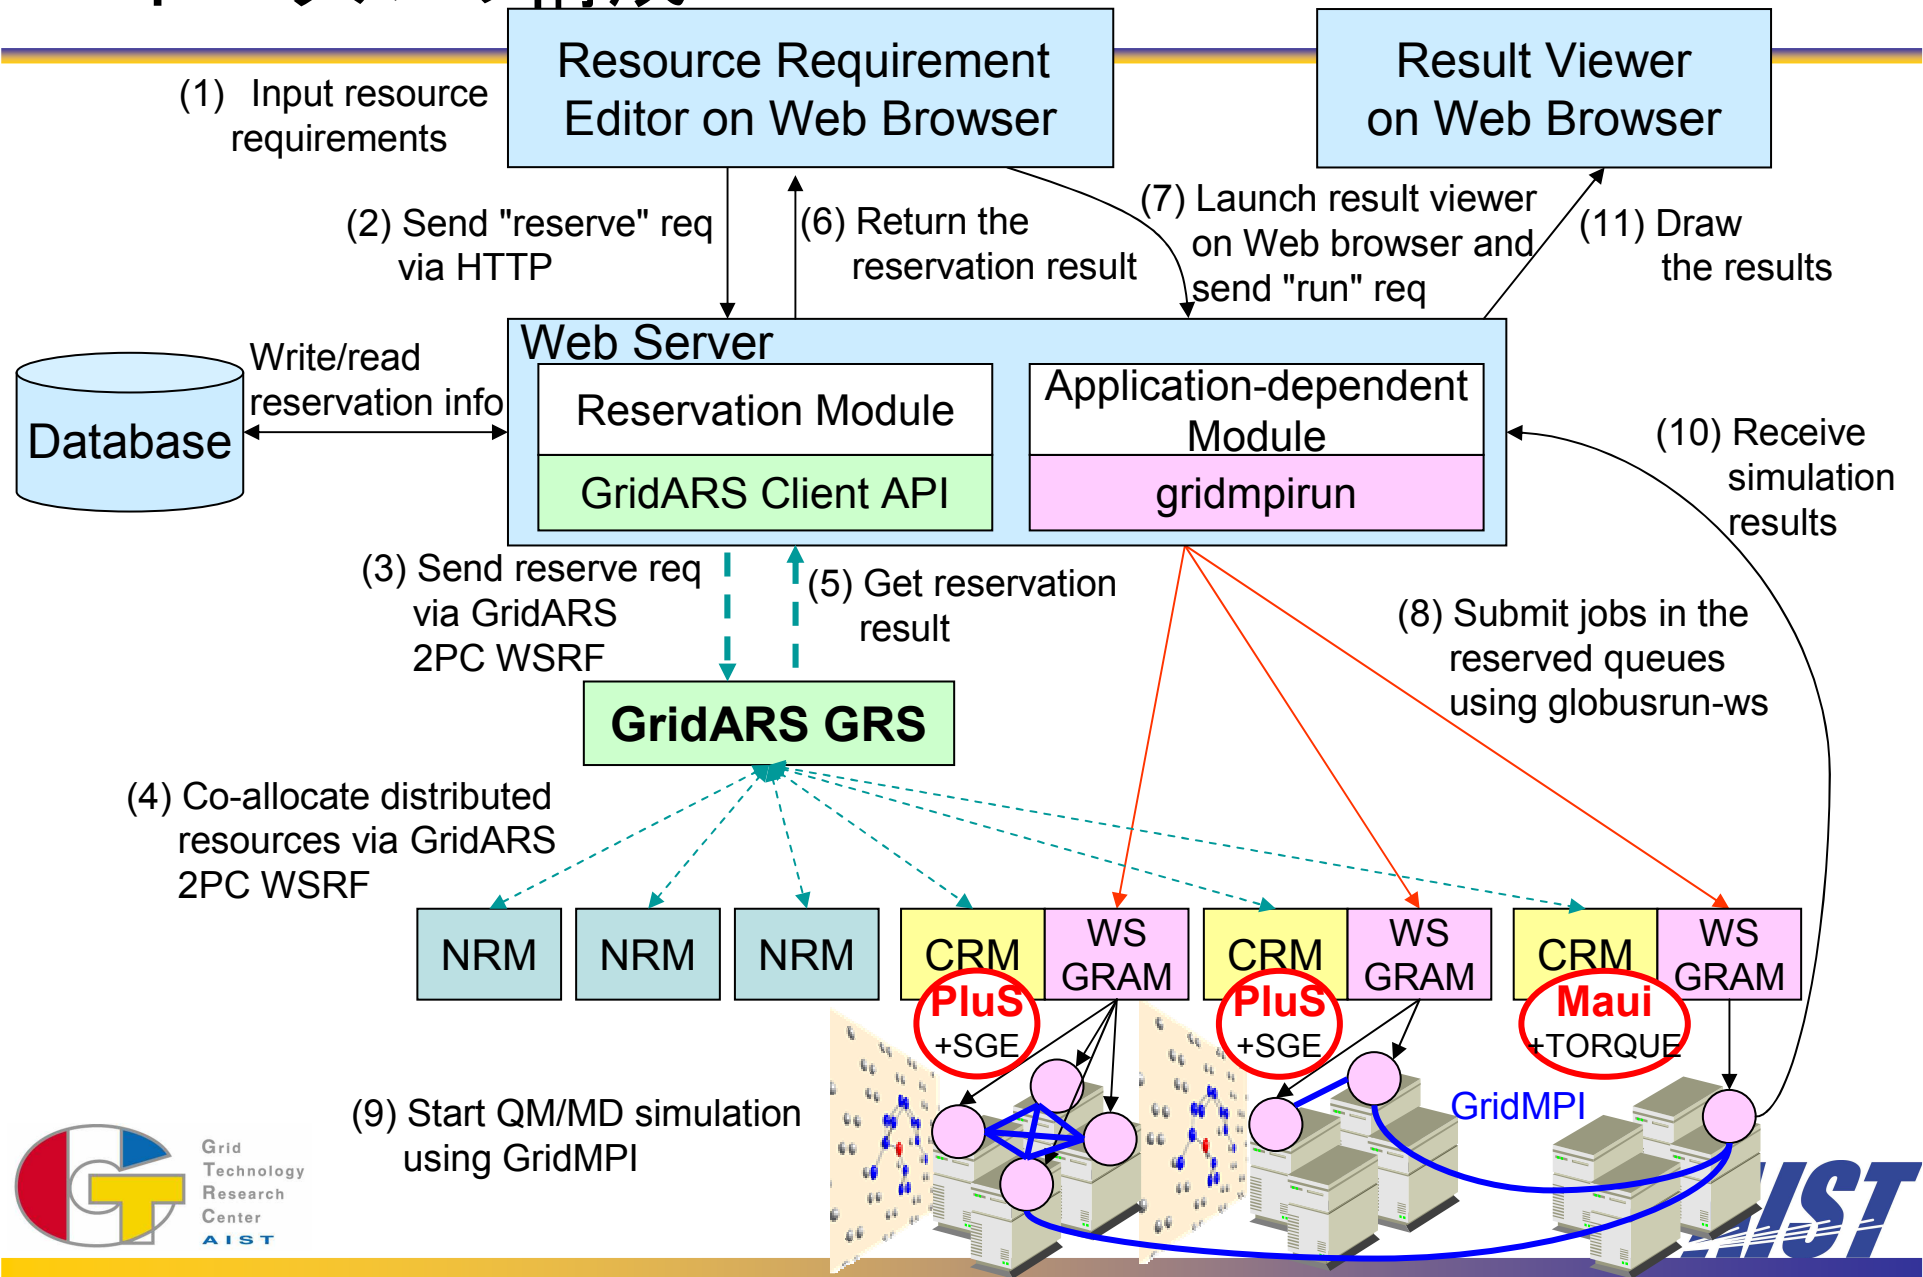 Resource Requirement
Editor on Web Browser
Result Viewer
on Web Browser
(1) Input resource
requirements
(2) Send "reserve" req
via HTTP
(6) Return the
reservation result
(7) Launch result viewer
on Web browser and
send "run" req
(11) Draw
the results
Web Server
Write/read
reservation info
Database
Reservation Module
GridARS Client API
Application-dependent
Module
gridmpirun
(10) Receive
simulation
results
(3) Send reserve req
via GridARS
2PC WSRF
(5) Get reservation
result
(8) Submit jobs in the
reserved queues
using globusrun-ws
GridARS GRS
(4) Co-allocate distributed
resources via GridARS
2PC WSRF
NRM
NRM
NRM
CRM
WS
GRAM
CRM
WS
GRAM
CRM
WS
GRAM
PluS
+SGE
PluS
+SGE
Maui
+TORQUE
(9) Start QM/MD simulation
using GridMPI
GridMPI
Grid
Technology
Research
Center
AIST
AIST